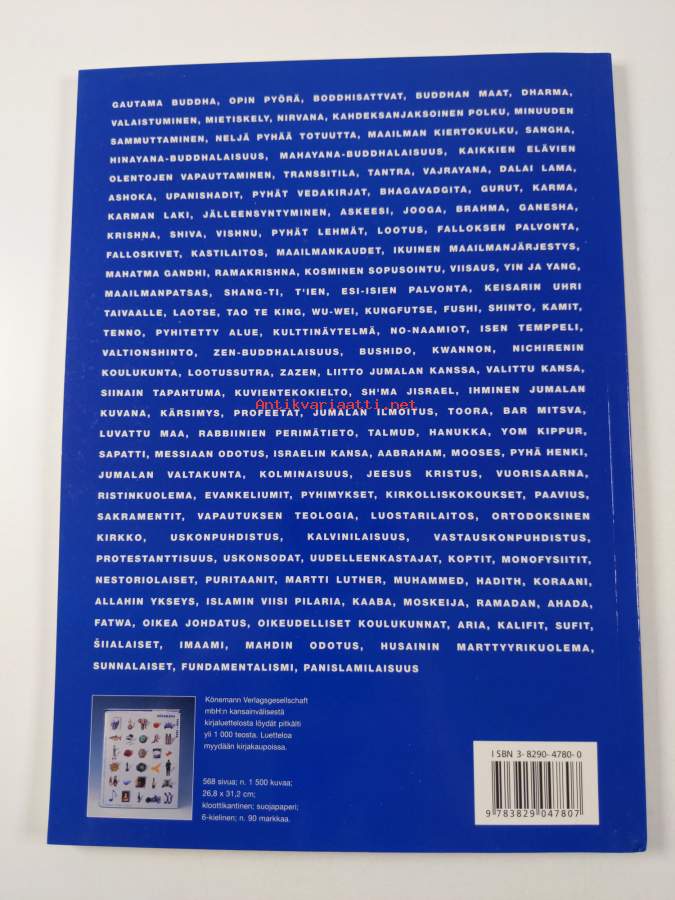 GAUTAMA BUDDHA, OPIN PYÖRÄ, BODDHISATTVAT, BUDDHAN MAAT, DHARMA,
VALAISTUMINEN, MIETISKELY, NIRVANA, KAHDEKSANJAKSOINEN POLKU, MINUUDEN
SAMMUTTAMINEN, NELJÄ PYHÄÄ TOTUUTTA, MAAILMAN KIERTOKULKU, SANGHA,
HINAYANA-BUDDHALAISUUS, MAHAYANA-BUDDHALAISUUS, KAIKKIEN ELÄVIEN
OLENTOJEN VAPAUTTAMINEN, TRANSSITILA, TANTRA, VAJRAYANA, DALAI LAMA,
ASHOKA, UPANISHADIT, PYHÄT VEDAKIRJAT, BHAGAVADGITA, GURUT, KARMA,
KARMAN LAKI, JÄLLEENSYNTYMINEN, ASKEESI, JOOGA, BRAHMA, GANESHA,
KRISHNA, SHIVA, VISHNU, PYHÄT LEHMÄT, LOOTUS, FALLOKSEN PALVONTA,
FALLOSKIVET, KASTILAITOS, MAAILMANKAUDET, IKUINEN MAAILMANJÄRJESTYS,
MAHATMA GANDHI, RAMAKRISHNA, KOSMINEN SOPUSOINTU, VIISAUS, YIN JA YANG,
MAAILMANPATSAS, SHANG-TI, T'IEN, ESI-ISIEN PALVONTA, KEISARIN UHRI
TAIVAALLE, LAOTSE, TAO TE KING, WU-WEI, KUNGFUTSE, FUSHI, SHINTO, KAMIT,
TENNO, PYHITETTY ALUE, KULTTINÄYTELMÄ, NO-NAAMIOT, ISEN TEMPPELI,
VALTIONSHINTO, ZEN-BUDDHALAISUUS, BUSHIDO, KWANNON, NICHIRENIN
KOULUKUNTA, LOOTUSSUTRA, ZAZEN, LIITTO JUMALAN KANSSA, VALITTU KANSA,
SIINAIN TAPAHTUMA, KUVIENTEKOKIELTO, SH'MA JISRAEL, IHMINEN JUMALAN
KUVANA, KÄRSIMYS, PROFEETAT, JUMALAN ILMOITUS, TOORA, BAR MITSVA,
Antikvariaatti.net
LUVATTU MAA, RABBIINIEN PERIMÄTIETO, TALMUD, HANUKKA, YOM KIPPUR,
SAPATTI, MESSIAAN ODOTUS, ISRAELIN KANSA, AABRAHAM, MOOSES, PYHÄ HENKI,
JUMALAN VALTAKUNTA, KOLMINAISUUS, JEESUS KRISTUS, VUORISAARNA,
RISTINKUOLEMA, EVANKELIUMIT, PYHIMYKSET, KIRKOLLISKOKOUKSET, PAAVIUS,
SAKRAMENTIT, VAPAUTUKSEN TEOLOGIA, LUOSTARILAITOS, ORTODOKSINEN
KIRKKO, USKONPUHDISTUS, KALVINILAISUUS, VASTAUSKONPUHDISTUS,
PROTESTANTTISUUS, USKONSODAT, UUDELLEENKASTAJAT, KOPTIT, MONOFYSIITIT,
NESTORIOLAISET, PURITAANIT, MARTTI LUTHER, MUHAMMED, HADITH, KORAANI,
ALLAHIN YKSEYS, ISLAMIN VIISI PILARIA, KAABA, MOSKEIJA, RAMADAN, AHADA,
FATWA, OIKEA JOHDATUS, OIKEUDELLISET KOULUKUNNAT, ARIA, KALIFIT, SUFIT,
ŠIIALAISET, IMAAMI, MAHDIN ODOTUS, HUSAININ MARTTYYRIKUOLEMA,
SUNNALAISET, FUNDAMENTALISMI, PANISLAMILAISUUS
Könemann Verlagsgesellschaft
mbH:n kansainvälisestä
kirjaluettelosta löydät pitkälti
yli 1 000 teosta. Luetteloa
myydään kirjakaupoissa.
568 sivua; n. 1 500 kuvaa;
26,8 x 31,2 cm;
kloottikantinen; suojapaperi;
6-kielinen; n. 90 markkaa.
ISBN 3-8290-4780-0
9 783829 047807